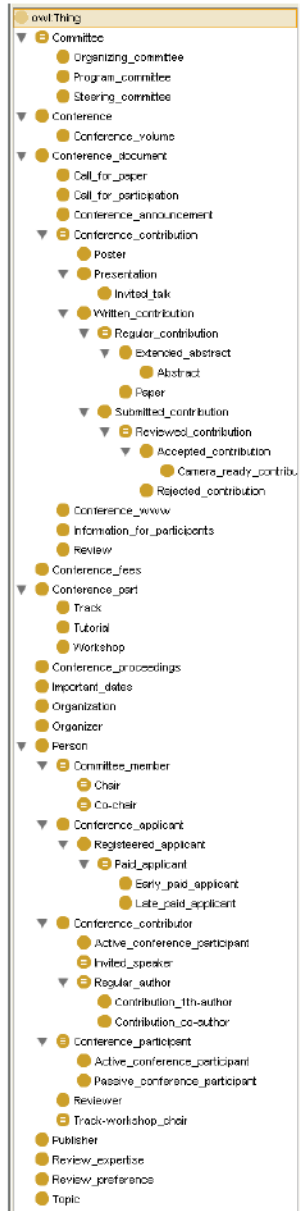 owl:Thing
Committee
Organizing_committee
Program_committee
Steering_committee
Conference
Conference_volume
Conference_document
Call_for_paper
Call_for_participation
Conference_announcement
Conference_contribution
Poster
Presentation
Invited_talk
Written_contribution
Regular_contribution
Extended_abstract
Abstract
Paper
Submitted_contribution
Reviewed_contribution
Accepted_contribution
Camera_ready_contribu
Rejected_contribution
Conference_www
Information_for_participants
Review
Conference_fees
Conference_part
Track
Tutorial
Workshop
Conference_proceedings
Important_dates
Organization
Organizer
Person
Committee_member
Chair
Co-chair
Conference_applicant
Registeered_applicant
Paid_applicant
Early_paid_applicant
Late_paid_applicant
Conference_contributor
Active_conference_participant
Invited_speaker
Regular_author
Contribution_1th-author
Contribution_co-author
Conference_participant
Active_conference_participant
Passive_conference_participant
Reviewer
Track-workshop_chair
Publisher
Review_expertise
Review_preference
Topic